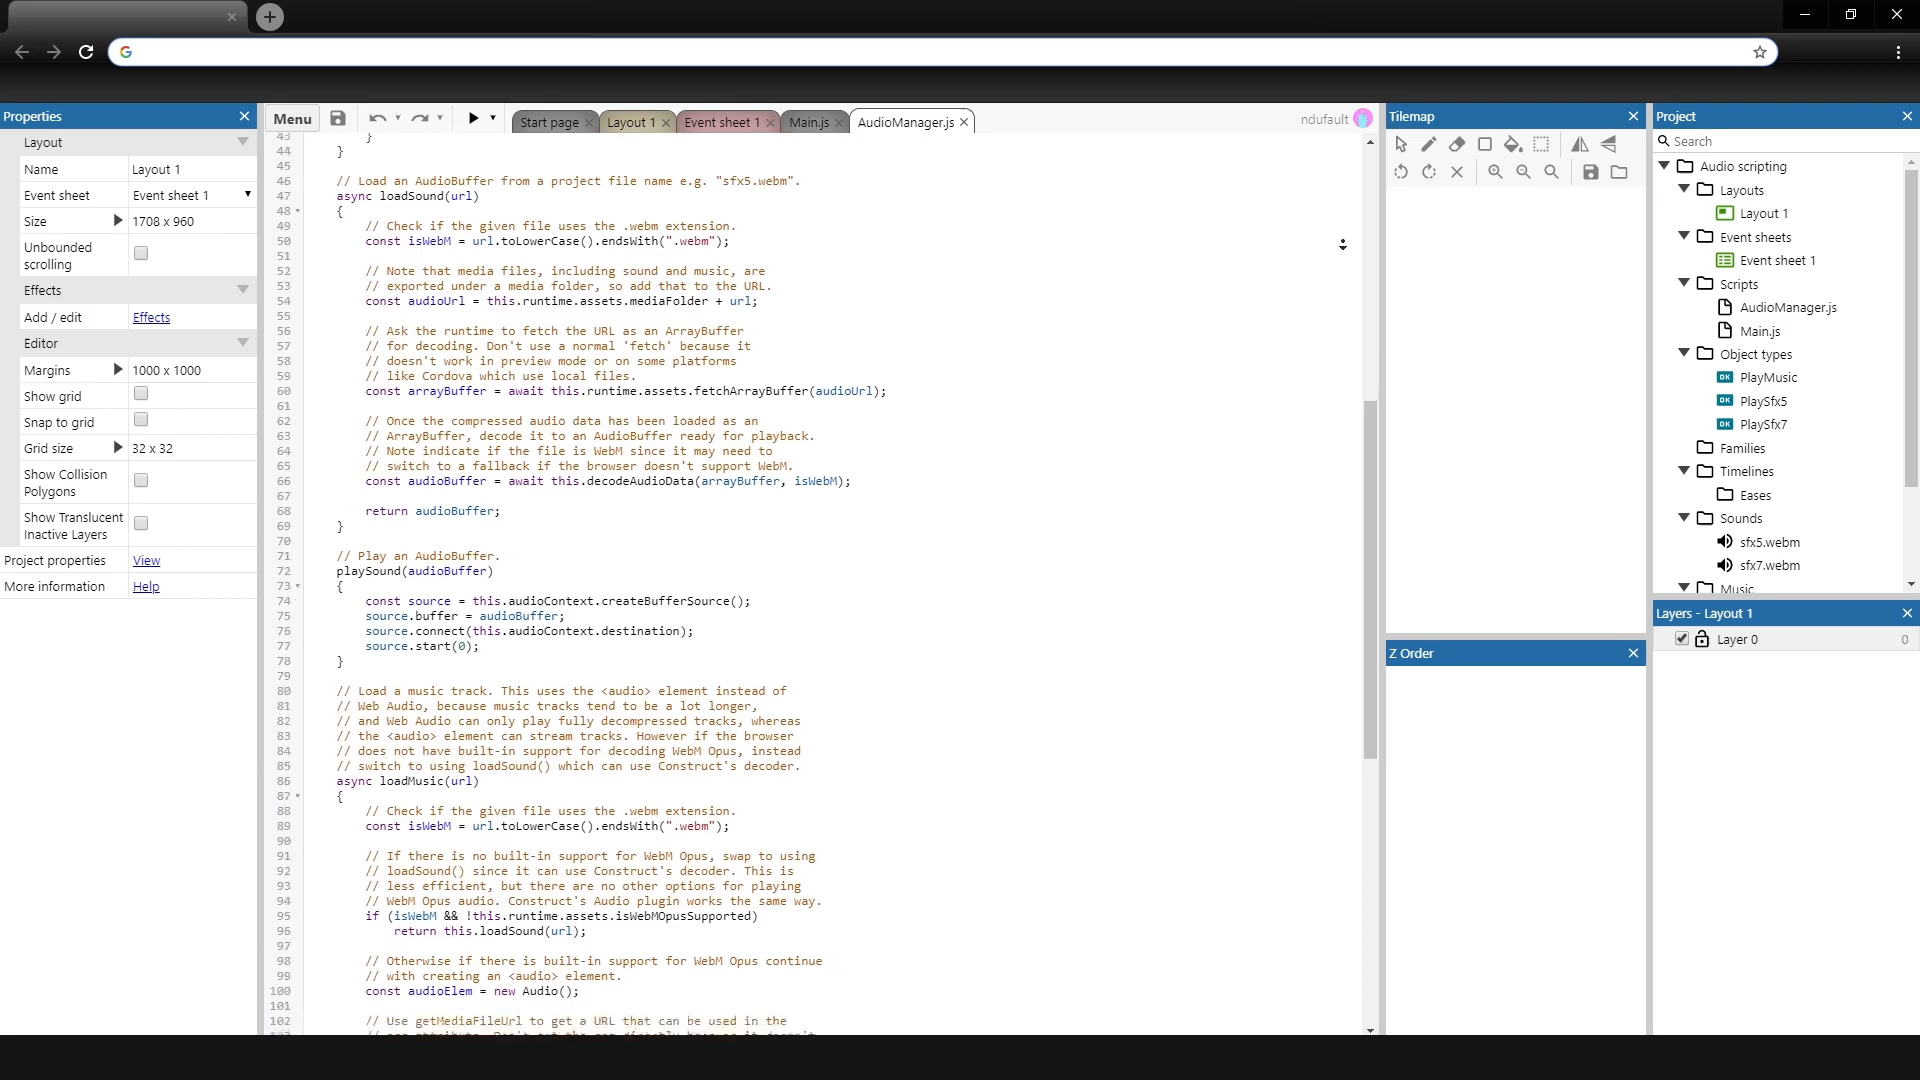 Properties
Layout
Name Layout 1
Event sheet Event sheet 1
Size 1708 x 960
Unbounded
scrolling
Effects
Add / edit Effects
Editor
Margins 1000 x 1000
Show grid
Snap to grid
Grid size 32 x 32
Show Collision
Polygons
Show Translucent
Inactive Layers
Project properties View
More information Help
Menu
Start page
Layout 1
Event sheet 1
Main.js
AudioManager.js
ndufault
43 }
44 }
45
46 // Load an AudioBuffer from a project file name e.g. "sfx5.webm".
47 async loadSound(url)
48 {
49 // Check if the given file uses the .webm extension.
50 const isWebM = url.toLowerCase().endsWith(".webm");
51
52 // Note that media files, including sound and music, are
53 // exported under a media folder, so add that to the URL.
54 const audioUrl = this.runtime.assets.mediaFolder + url;
55
56 // Ask the runtime to fetch the URL as an ArrayBuffer
57 // for decoding. Don't use a normal 'fetch' because it
58 // doesn't work in preview mode or on some platforms
59 // like Cordova which use local files.
60 const arrayBuffer = await this.runtime.assets.fetchArrayBuffer(audioUrl);
61
62 // Once the compressed audio data has been loaded as an
63 // ArrayBuffer, decode it to an AudioBuffer ready for playback.
64 // Note indicate if the file is WebM since it may need to
65 // switch to a fallback if the browser doesn't support WebM.
66 const audioBuffer = await this.decodeAudioData(arrayBuffer, isWebM);
67
68 return audioBuffer;
69 }
70
71 // Play an AudioBuffer.
72 playSound(audioBuffer)
73 {
74 const source = this.audioContext.createBufferSource();
75 source.buffer = audioBuffer;
76 source.connect(this.audioContext.destination);
77 source.start(0);
78 }
79
80 // Load a music track. This uses the <audio> element instead of
81 // Web Audio, because music tracks tend to be a lot longer,
82 // and Web Audio can only play fully decompressed tracks, whereas
83 // the <audio> element can stream tracks. However if the browser
84 // does not have built-in support for decoding WebM Opus, instead
85 // switch to using loadSound() which can use Construct's decoder.
86 async loadMusic(url)
87 {
88 // Check if the given file uses the .webm extension.
89 const isWebM = url.toLowerCase().endsWith(".webm");
90
91 // If there is no built-in support for WebM Opus, swap to using
92 // loadSound() since it can use Construct's decoder. This is
93 // less efficient, but there are no other options for playing
94 // WebM Opus audio. Construct's Audio plugin works the same way.
95 if (isWebM && !this.runtime.assets.isWebMOpusSupported)
96 return this.loadSound(url);
97
98 // Otherwise if there is built-in support for WebM Opus continue
99 // with creating an <audio> element.
100 const audioElem = new Audio();
101
102 // Use getMediaFileUrl to get a URL that can be used in the
Tilemap
Z Order
Project
Search
Audio scripting
Layouts
Layout 1
Event sheets
Event sheet 1
Scripts
AudioManager.js
Main.js
Object types
OK PlayMusic
OK PlaySfx5
OK PlaySfx7
Families
Timelines
Eases
Sounds
sfx5.webm
sfx7.webm
Music
Layers - Layout 1
Layer 0 0